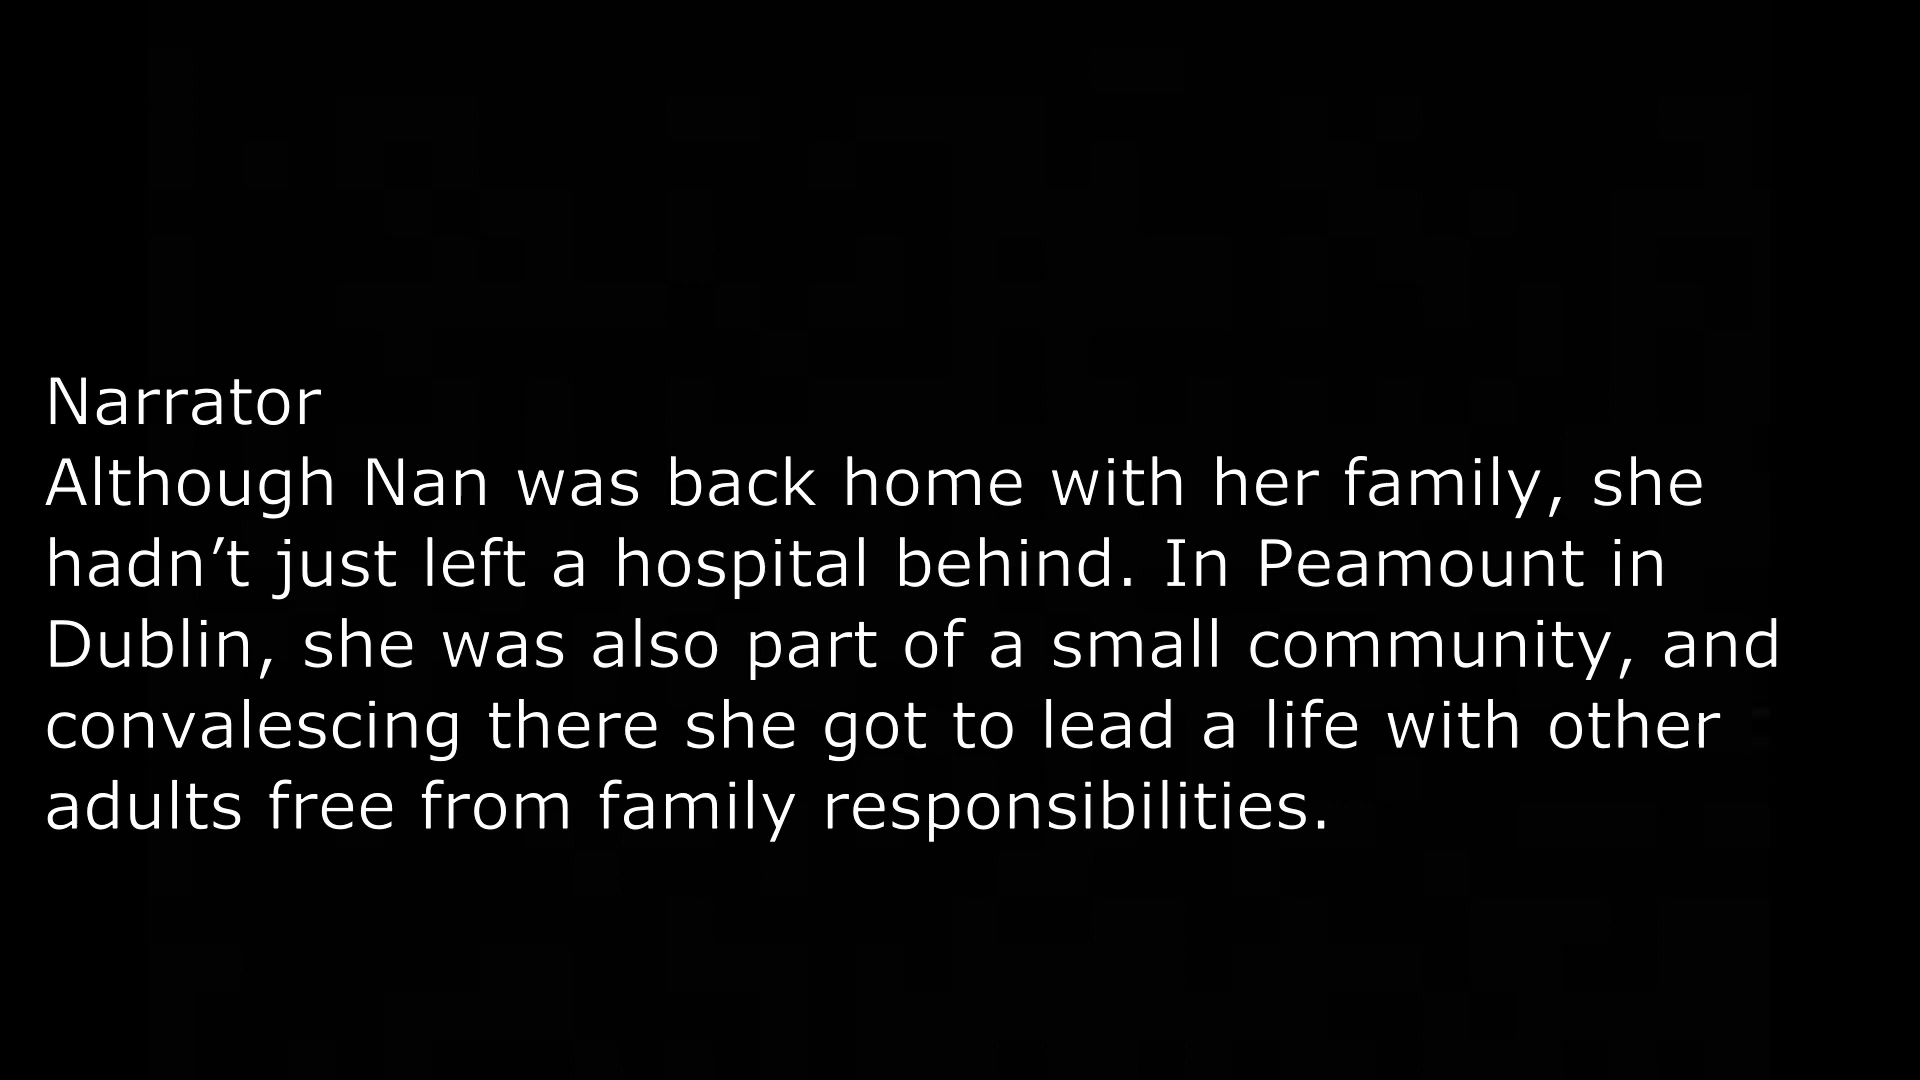 Narrator
Although Nan was back home with her family, she
hadn’t just left a hospital behind. In Peamount in
Dublin, she was also part of a small community, and
convalescing there she got to lead a life with other
adults free from family responsibilities.